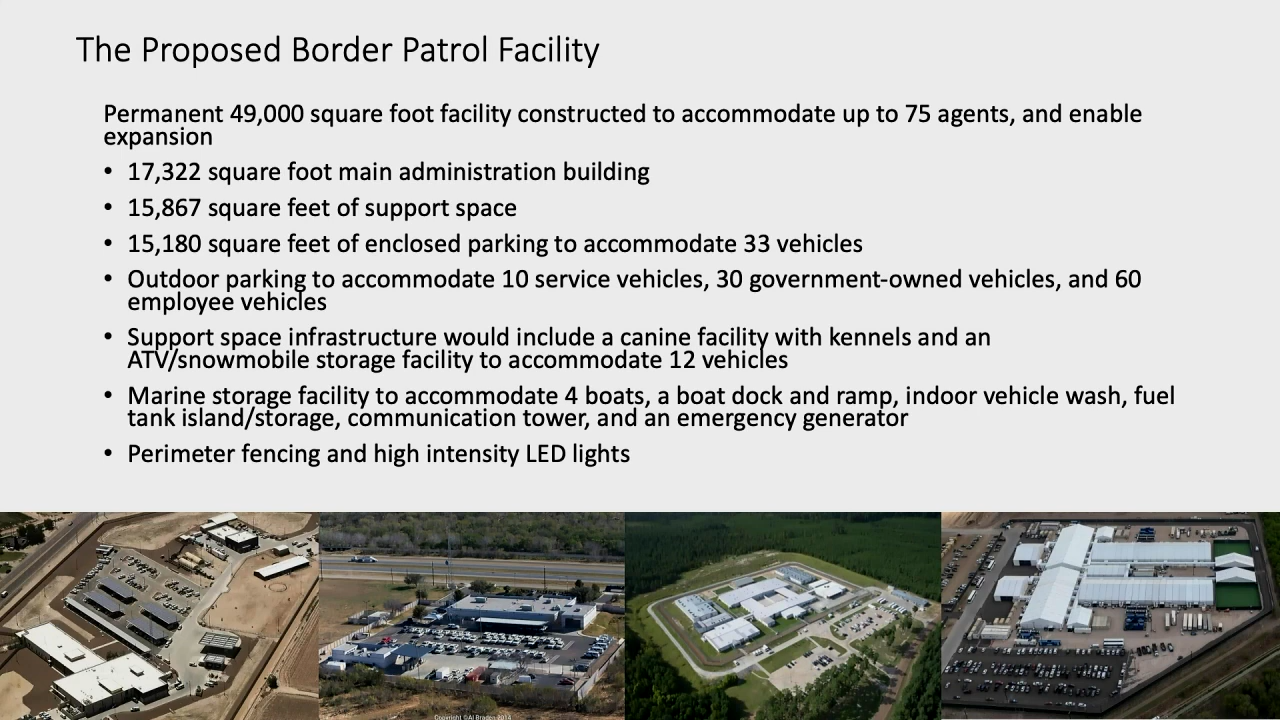 The Proposed Border Patrol Facility
Permanent 49,000 square foot facility constructed to accommodate up to 75 agents, and enable
expansion
• 17,322 square foot main administration building
• 15,867 square feet of support space
• 15,180 square feet of enclosed parking to accommodate 33 vehicles
• Outdoor parking to accommodate 10 service vehicles, 30 government-owned vehicles, and 60
employee vehicles
• Support space infrastructure would include a canine facility with kennels and an
ATV/snowmobile storage facility to accommodate 12 vehicles
• Marine storage facility to accommodate 4 boats, a boat dock and ramp, indoor vehicle wash, fuel
tank island/storage, communication tower, and an emergency generator
• Perimeter fencing and high intensity LED lights
Copyright ©Al Braden 2014